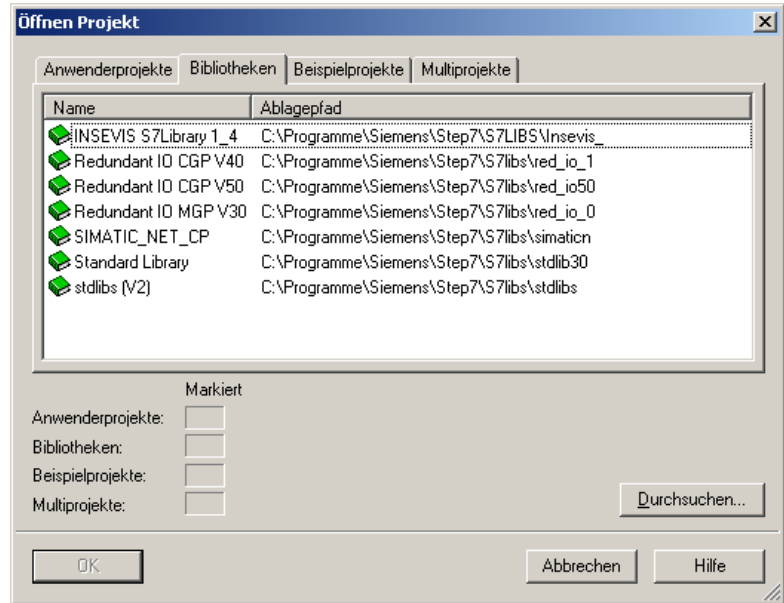 Öffnen Projekt
Anwenderprojekte Bibliotheken Beispielprojekte Multiprojekte
Name Ablagepfad
INSEVIS S7Library 1_4 C:\Programme\Siemens\Step7\S7LIBS\Insevis_
Redundant IO CGP V40 C:\Programme\Siemens\Step7\S7libs\red_io_1
Redundant IO CGP V50 C:\Programme\Siemens\Step7\S7libs\red_io50
Redundant IO MGP V30 C:\Programme\Siemens\Step7\S7libs\red_io_0
SIMATIC_NET_CP C:\Programme\Siemens\Step7\S7libs\simaticn
Standard Library C:\Programme\Siemens\Step7\S7libs\stdlib30
stdlibs (V2) C:\Programme\Siemens\Step7\S7libs\stdlibs
Markiert
Anwenderprojekte:
Bibliotheken:
Beispielprojekte:
Multiprojekte:
Durchsuchen...
OK Abbrechen Hilfe